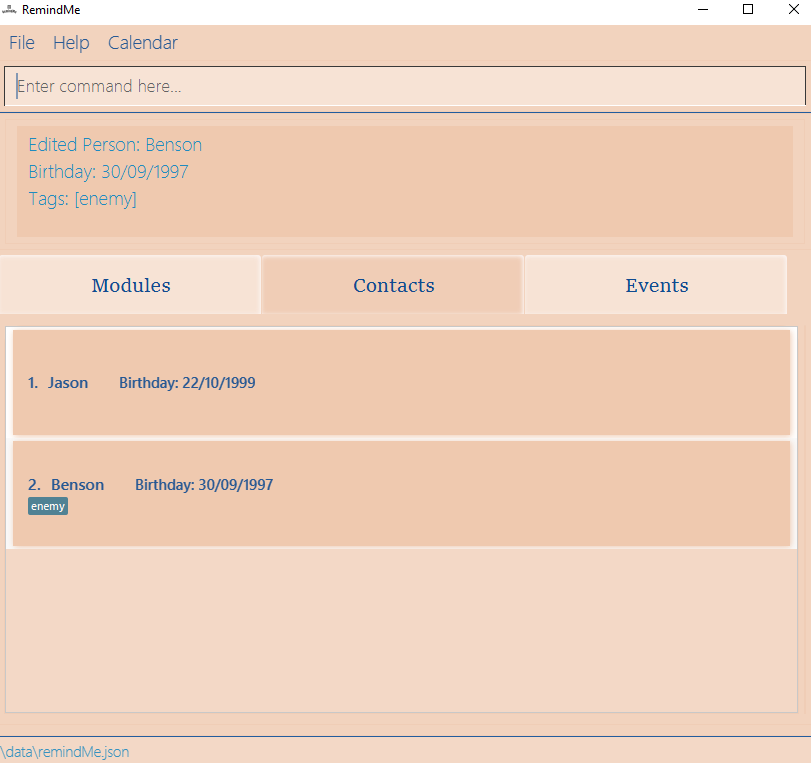 RemindMe
File Help Calendar
Enter command here...
Edited Person: Benson
Birthday: 30/09/1997
Tags: [enemy]
Modules Contacts Events
1. Jason Birthday: 22/10/1999
2. Benson Birthday: 30/09/1997
enemy
\data\remindMe.json